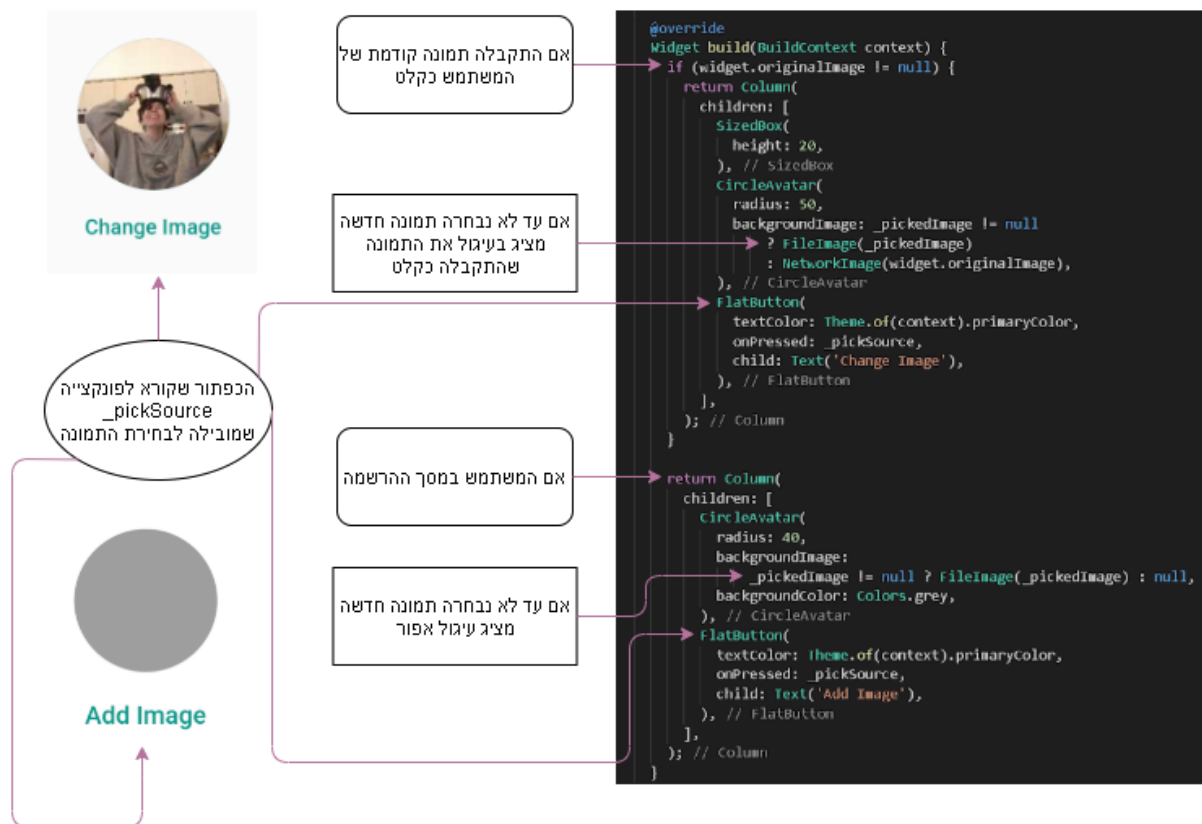 Change Image
הכפתור שקורא לפונקצייה
_pickSource
שמובילה לבחירת התמונה
Add Image
אם התקבלה תמונה קודמת של
המשתמש כקלט
אם עד לא נבחרה תמונה חדשה
מציג בעיגול את התמונה
שהתקבלה כקלט
אם המשתמש במסך ההרשמה
אם עד לא נבחרה תמונה חדשה
מציג עיגול אפור
@override
Widget build(BuildContext context) {
if (widget.originalImage != null) {
return Column(
children: [
SizedBox(
height: 20,
), // SizedBox
CircleAvatar(
radius: 50,
backgroundImage: _pickedImage != null
? FileImage(_pickedImage)
: NetworkImage(widget.originalImage),
), // CircleAvatar
FlatButton(
textColor: Theme.of(context).primaryColor,
onPressed: _pickSource,
child: Text('Change Image'),
), // FlatButton
],
); // Column
}
return Column(
children: [
CircleAvatar(
radius: 40,
backgroundImage:
_pickedImage != null ? FileImage(_pickedImage) : null,
backgroundColor: Colors.grey,
), // CircleAvatar
FlatButton(
textColor: Theme.of(context).primaryColor,
onPressed: _pickSource,
child: Text('Add Image'),
), // FlatButton
],
); // Column
}